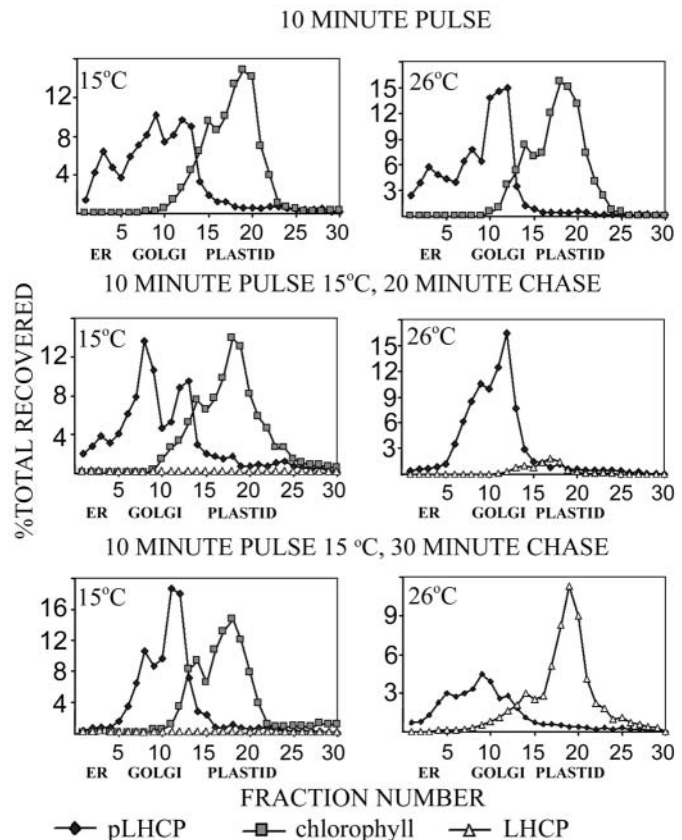 10 MINUTE PULSE
15°C
26°C
12
8
4
15
12
9
6
3
5 10 15 20 25 30
5 10 15 20 25 30
ER GOLGI PLASTID
ER GOLGI PLASTID
10 MINUTE PULSE 15°C, 20 MINUTE CHASE
15°C
26°C
12
8
4
15
12
9
6
3
5 10 15 20 25 30
5 10 15 20 25 30
ER GOLGI PLASTID
ER GOLGI PLASTID
10 MINUTE PULSE 15 °C, 30 MINUTE CHASE
15°C
26°C
16
12
8
4
9
6
3
5 10 15 20 25 30
5 10 15 20 25 30
ER GOLGI PLASTID
ER GOLGI PLASTID
%TOTAL RECOVERED
FRACTION NUMBER
pLHCP chlorophyll LHCP